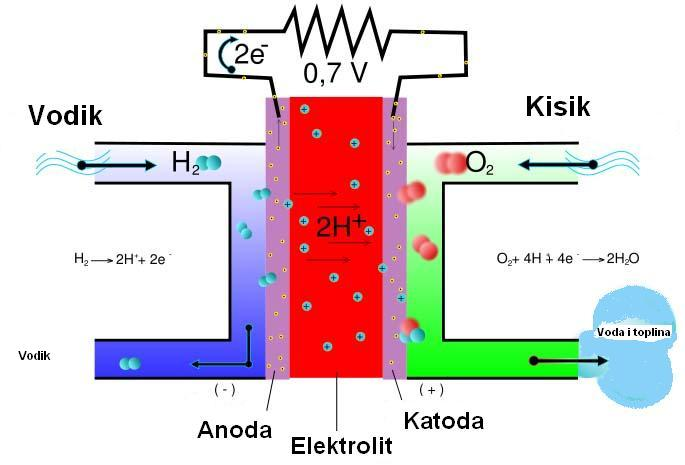 2e⁻
0,7 V
Vodik
Kisik
H₂
O₂
2H⁺
H₂ → 2H⁺+ 2e⁻
O₂+ 4H⁺+ 4e⁻ → 2H₂O
Vodik
Voda i toplina
(-)
(+)
Anoda
Elektrolit
Katoda